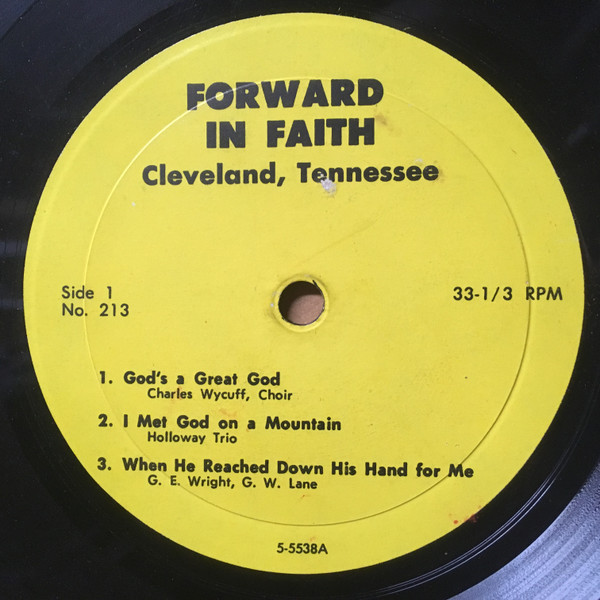 FORWARD
IN FAITH
Cleveland, Tennessee
Side 1
No. 213
33-1/3 RPM
1. God's a Great God
Charles Wycuff, Choir
2. I Met God on a Mountain
Holloway Trio
3. When He Reached Down His Hand for Me
G. E. Wright, G. W. Lane
5-5538A